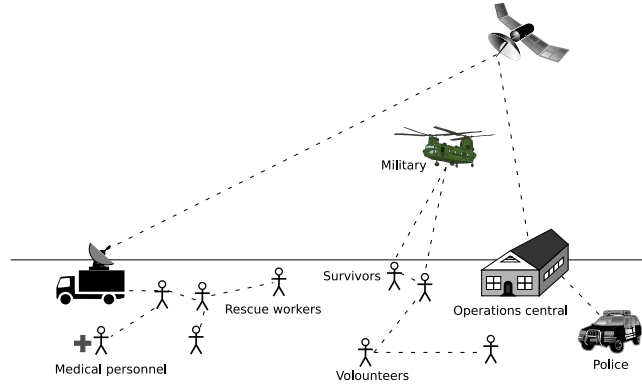 Military
Survivors
Rescue workers
Operations central
Medical personnel
Volounteers
Police